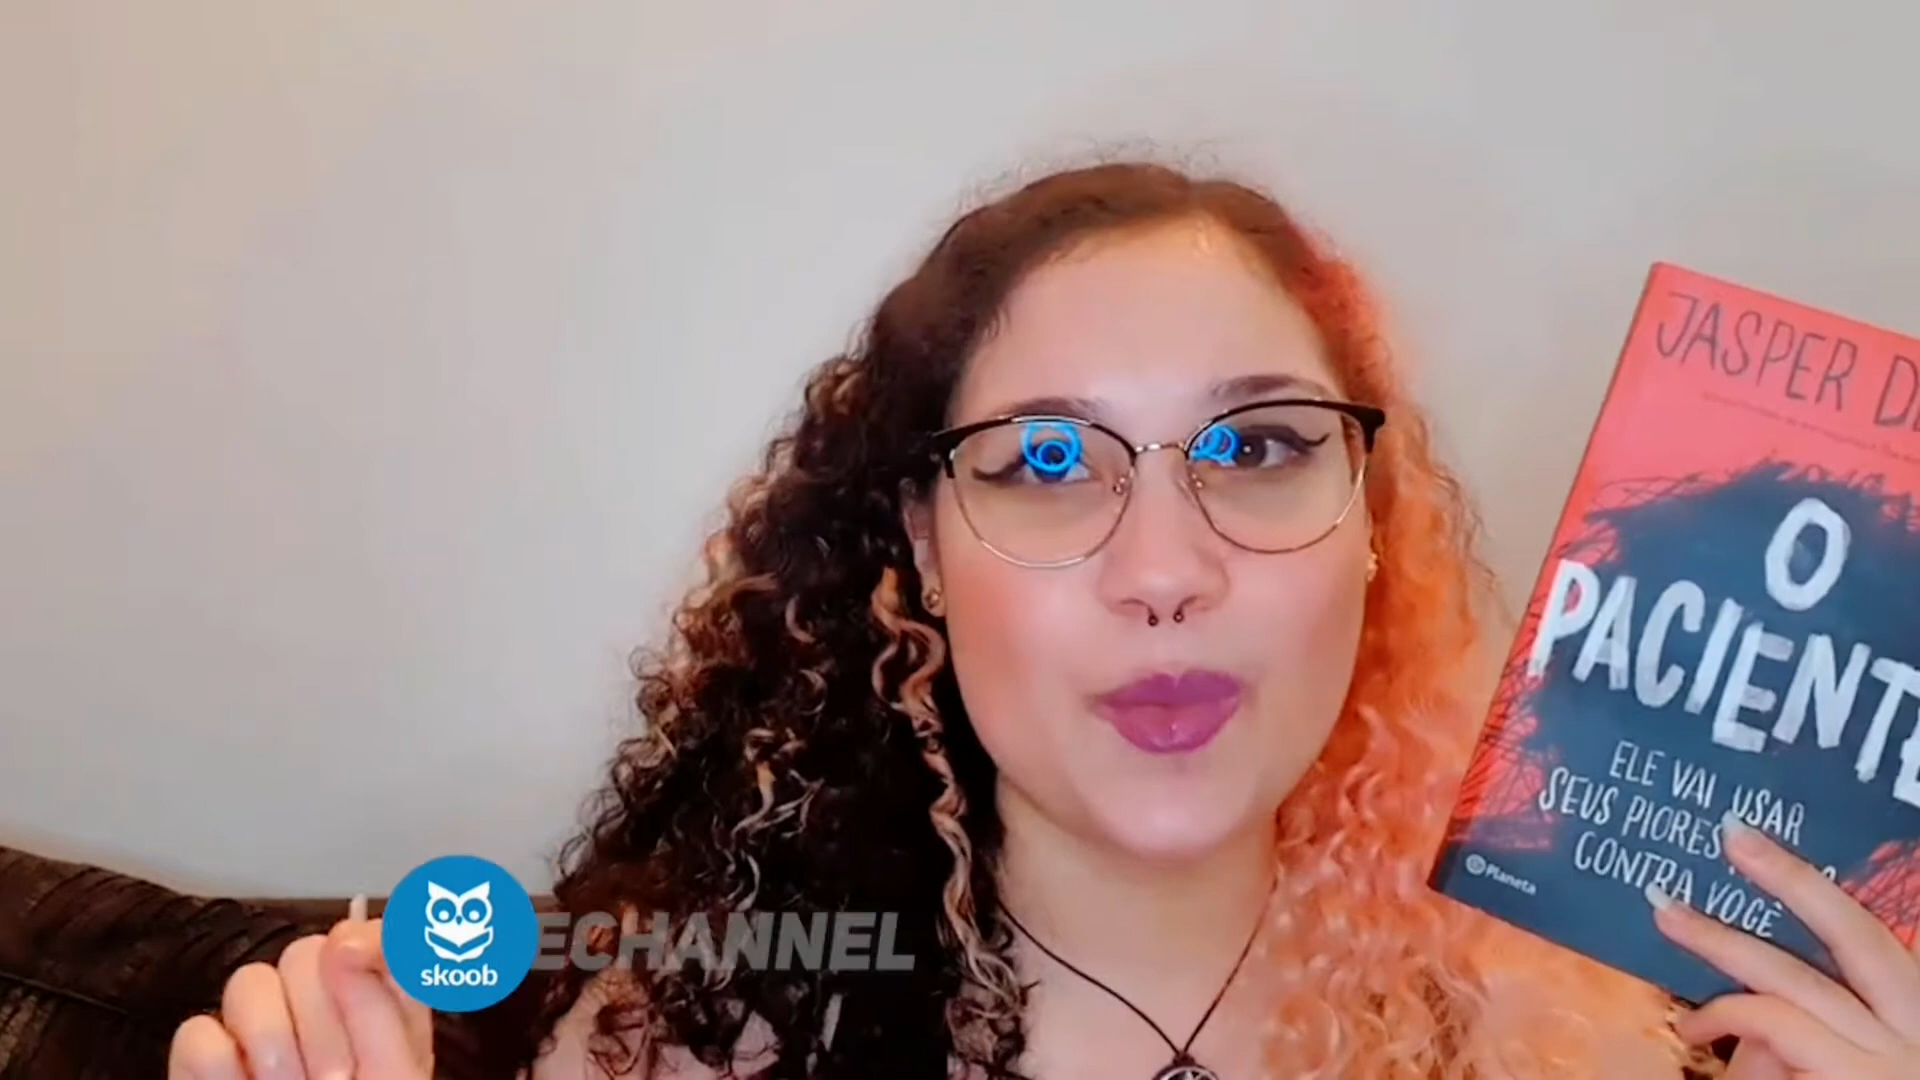 JASPER
O
PACIENTE
ELE VAI USAR
SEUS PIORES
CONTRA VOCÊ
Planeta
skoob
ECHANNEL